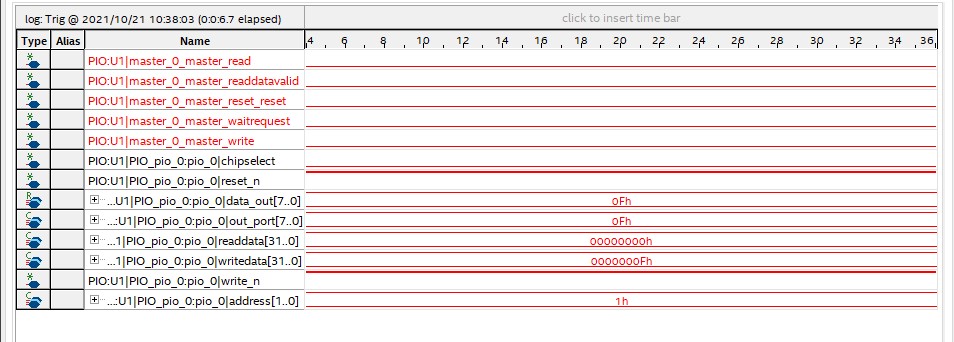 log: Trig @ 2021/10/21 10:38:03 (0:0:6.7 elapsed) click to insert time bar
Type Alias Name 4 6 8 10 12 14 16 18 20 22 24 26 28 30 32 34 36
PIO:U1|master_0_master_read
PIO:U1|master_0_master_readdatavalid
PIO:U1|master_0_master_reset_reset
PIO:U1|master_0_master_waitrequest
PIO:U1|master_0_master_write
PIO:U1|PIO_pio_0:pio_0|chipselect
PIO:U1|PIO_pio_0:pio_0|reset_n
...U1|PIO_pio_0:pio_0|data_out[7..0] 0Fh
...:U1|PIO_pio_0:pio_0|out_port[7..0] 0Fh
...1|PIO_pio_0:pio_0|readdata[31..0] 00000000h
...1|PIO_pio_0:pio_0|writedata[31..0] 0000000Fh
PIO:U1|PIO_pio_0:pio_0|write_n
...:U1|PIO_pio_0:pio_0|address[1..0] 1h